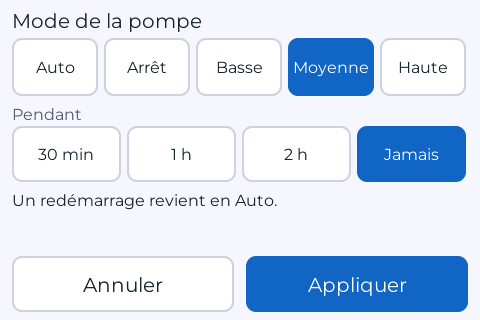 Mode de la pompe
Auto Arrêt Basse Moyenne Haute
Pendant
30 min 1 h 2 h Jamais
Un redémarrage revient en Auto.
Annuler Appliquer